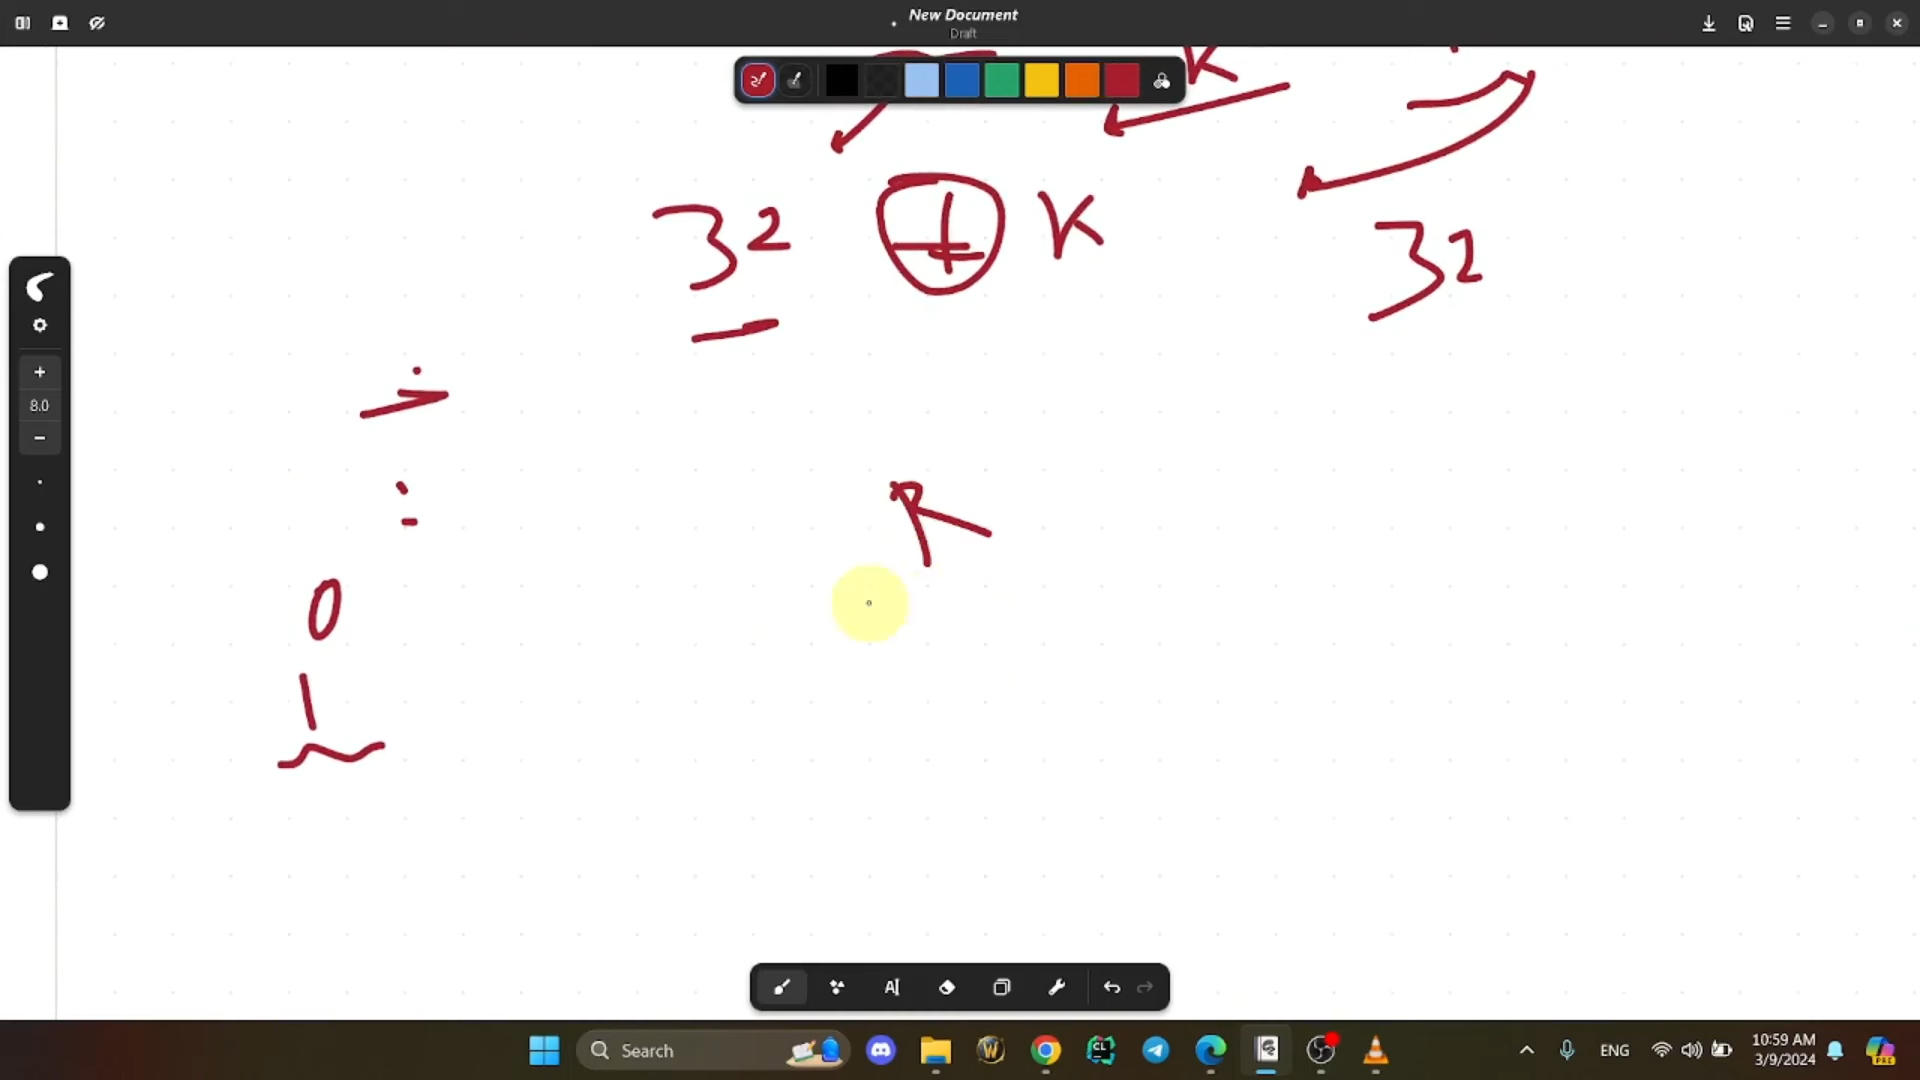 New Document
Draft
K
32 + K
32
8.0
0
1
K
Search
ENG
10:59 AM
3/9/2024